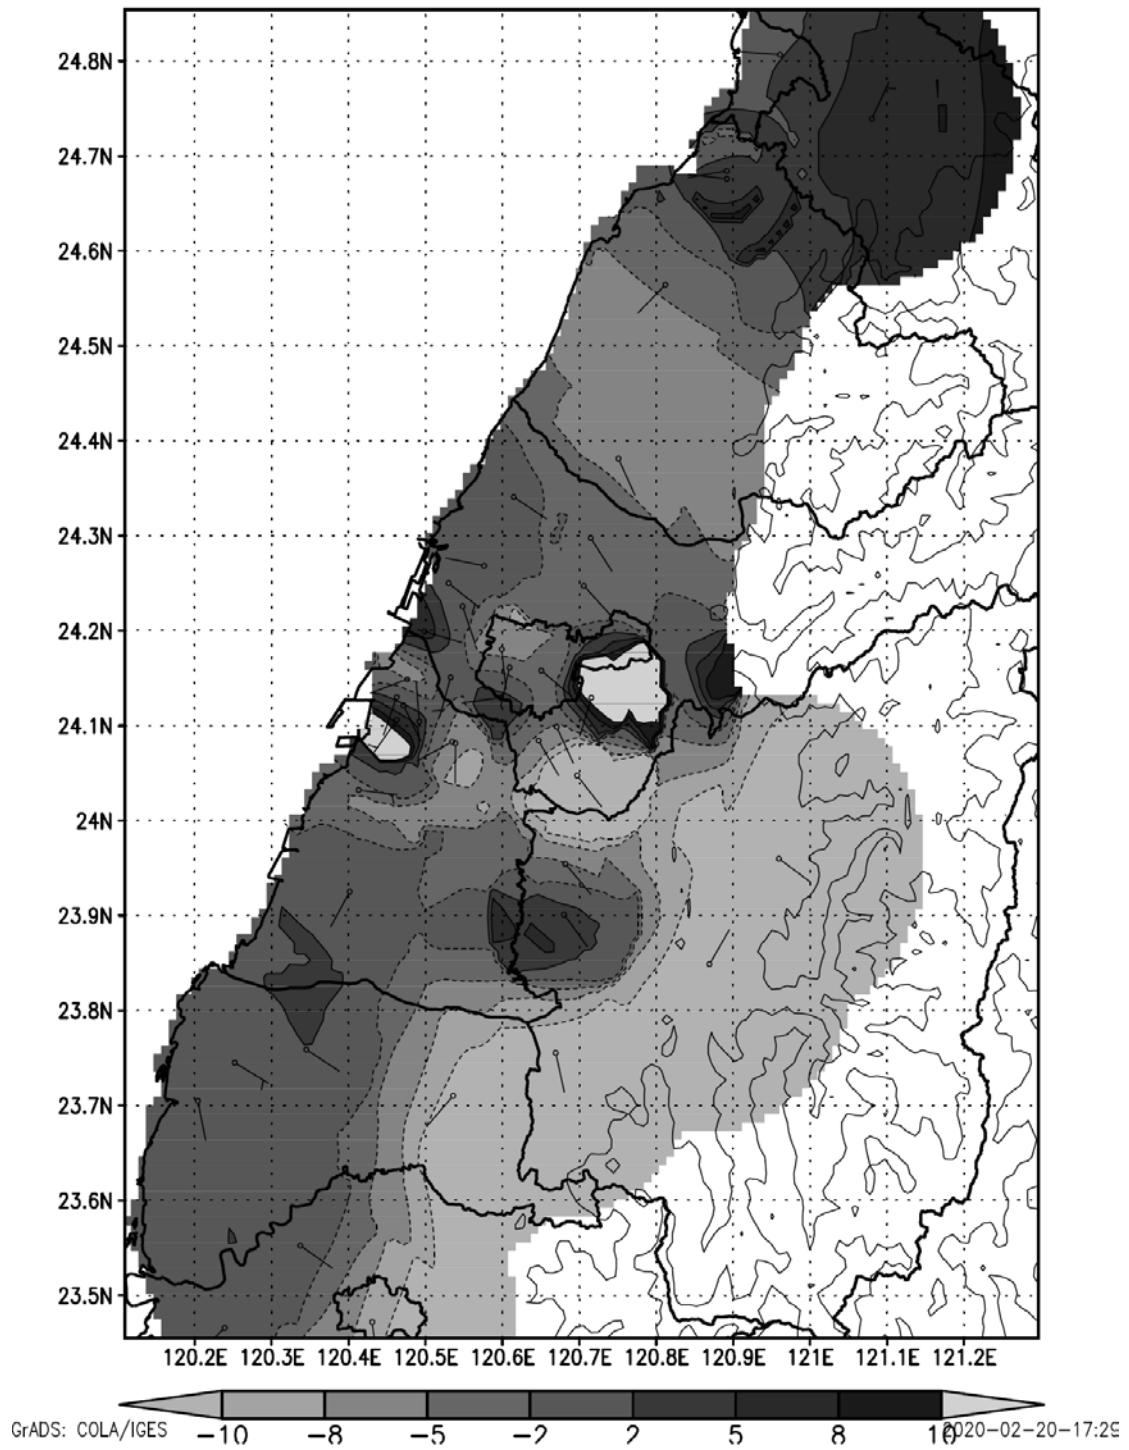 24.8N
24.7N
24.6N
24.5N
24.4N
24.3N
24.2N
24.1N
24N
23.9N
23.8N
23.7N
23.6N
23.5N
120.2E 120.3E 120.4E 120.5E 120.6E 120.7E 120.8E 120.9E 121E 121.1E 121.2E
GrADS: COLA/IGES −10 −8 −5 −2 2 5 8 10 2020-02-20-17:29